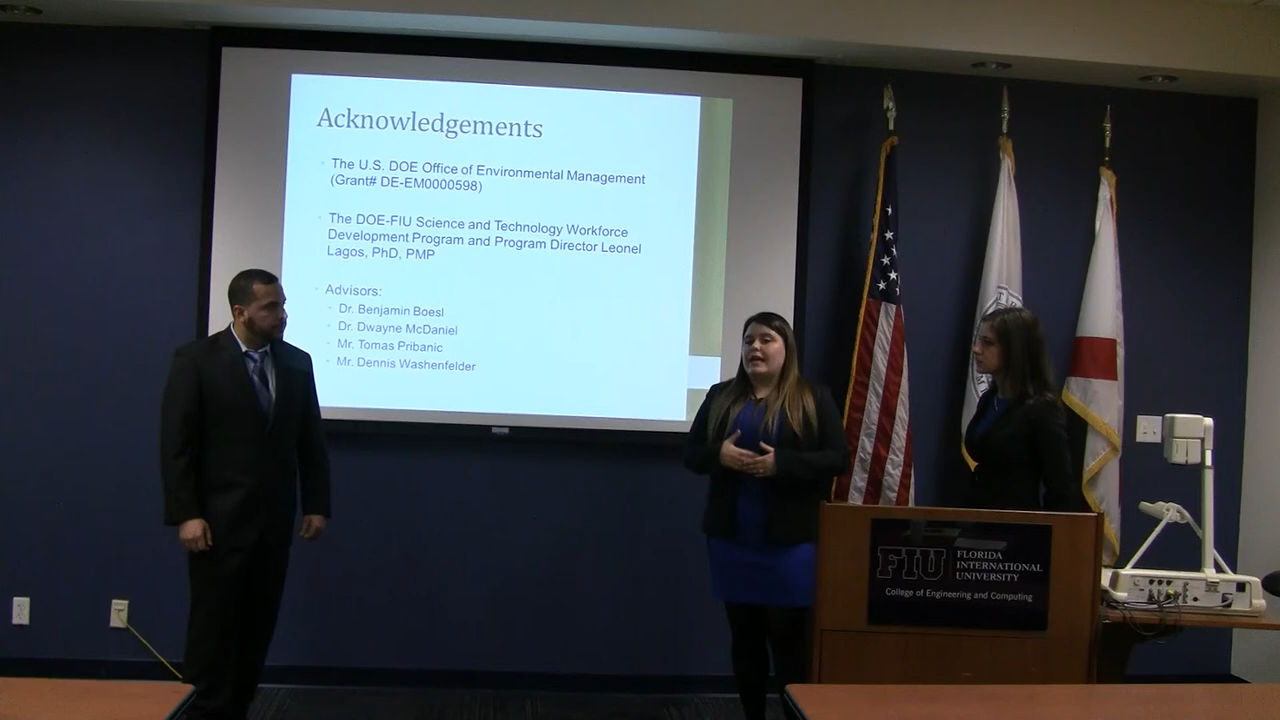 Acknowledgements
The U.S. DOE Office of Environmental Management
(Grant# DE-EM0000598)
The DOE-FIU Science and Technology Workforce
Development Program and Program Director Leonel
Lagos, PhD, PMP
Advisors:
Dr. Benjamin Boesl
Dr. Dwayne McDaniel
Mr. Tomas Pribanic
Mr. Dennis Washenfelder
FIU
FLORIDA
INTERNATIONAL
UNIVERSITY
College of Engineering and Computing